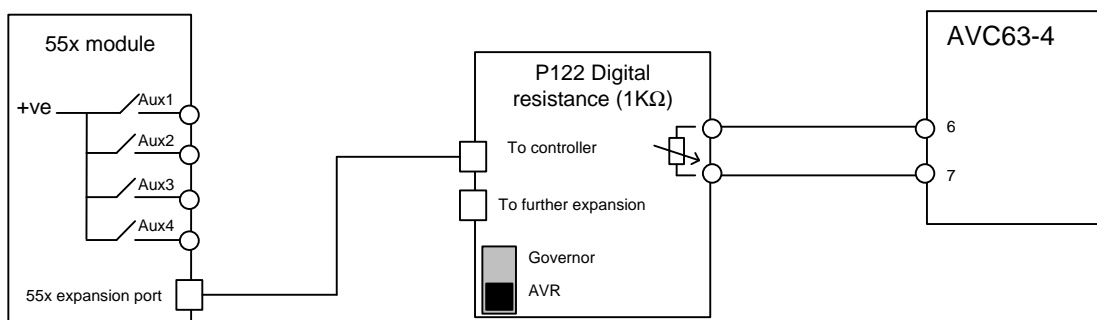 55x module
+ve
Aux1
Aux2
Aux3
Aux4
55x expansion port
P122 Digital
resistance (1KΩ)
To controller
To further expansion
Governor
AVR
AVC63-4
6
7